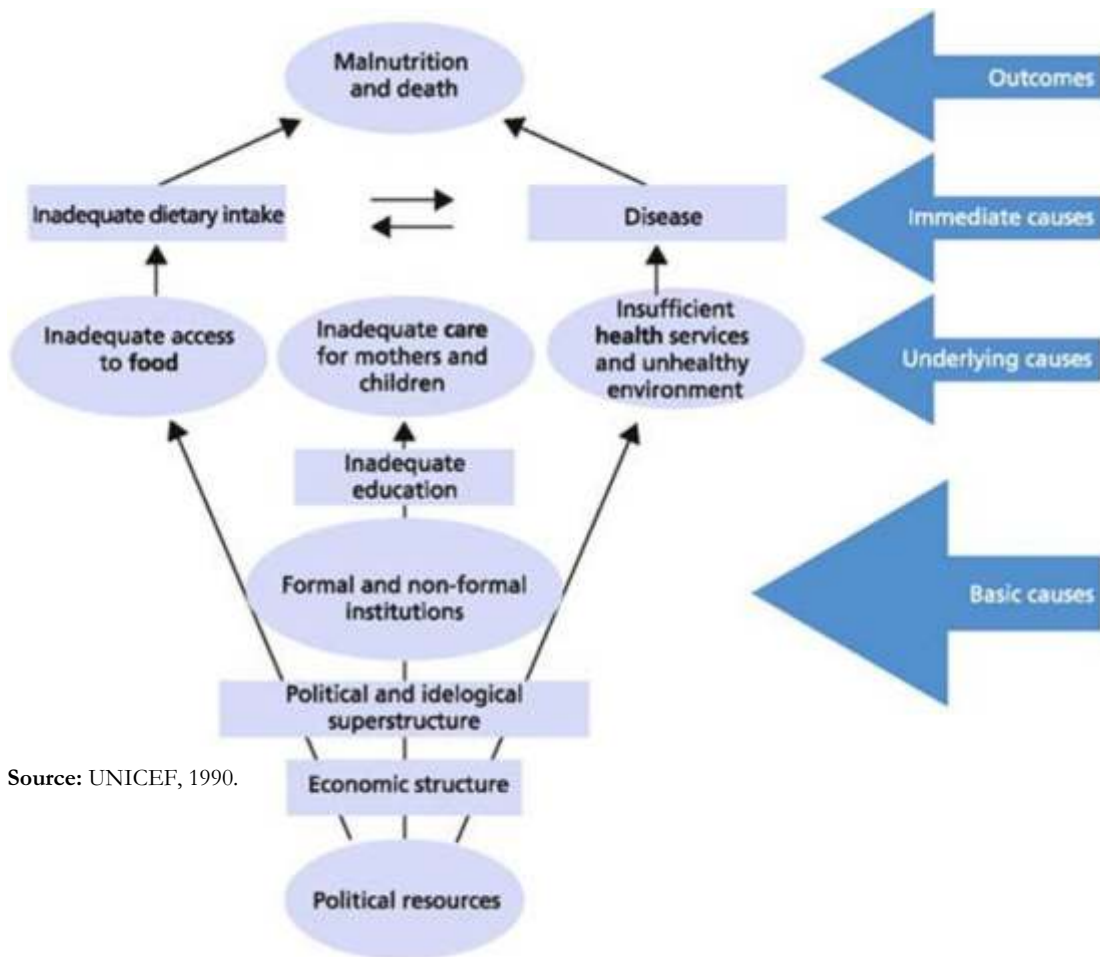 Malnutrition
and death
Outcomes
Inadequate dietary intake
Disease
Immediate causes
Inadequate access
to food
Inadequate care
for mothers and
children
Insufficient
health services
and unhealthy
environment
Underlying causes
Inadequate
education
Formal and non-formal
institutions
Basic causes
Political and idelogical
superstructure
Source: UNICEF, 1990.
Economic structure
Political resources